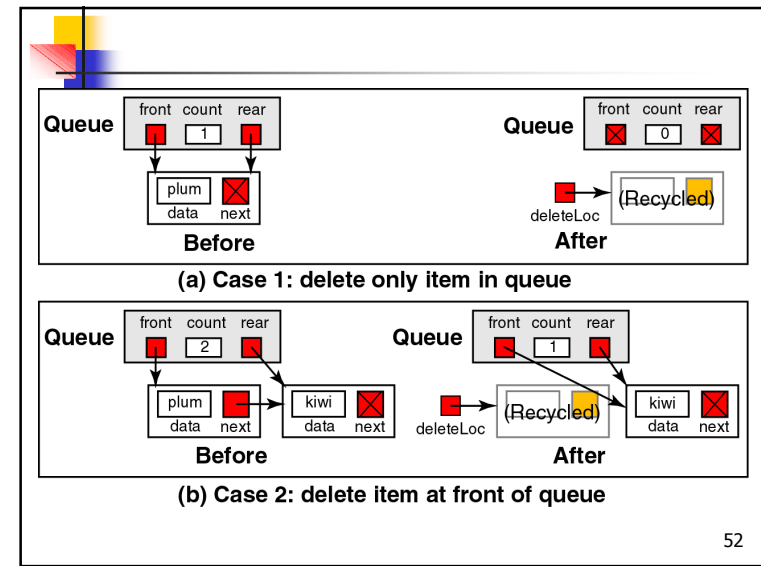 front count rear
Queue
1
plum
data next
Before
front count rear
Queue
0
(Recycled)
deleteLoc
After
(a) Case 1: delete only item in queue
front count rear
Queue
2
plum
data next
kiwi
data next
Before
front count rear
Queue
1
(Recycled)
deleteLoc
kiwi
data next
After
(b) Case 2: delete item at front of queue
52